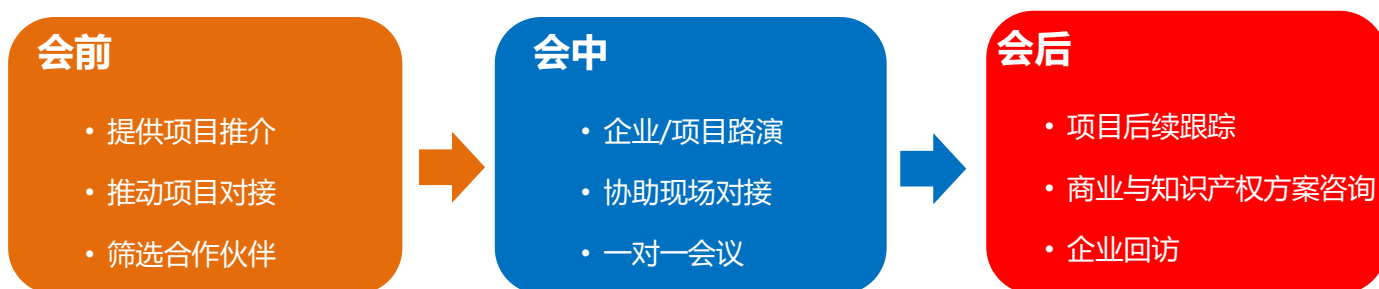 会前
• 提供项目推介
• 推动项目对接
• 筛选合作伙伴
会中
• 企业/项目路演
• 协助现场对接
• 一对一会议
会后
• 项目后续跟踪
• 商业与知识产权方案咨询
• 企业回访